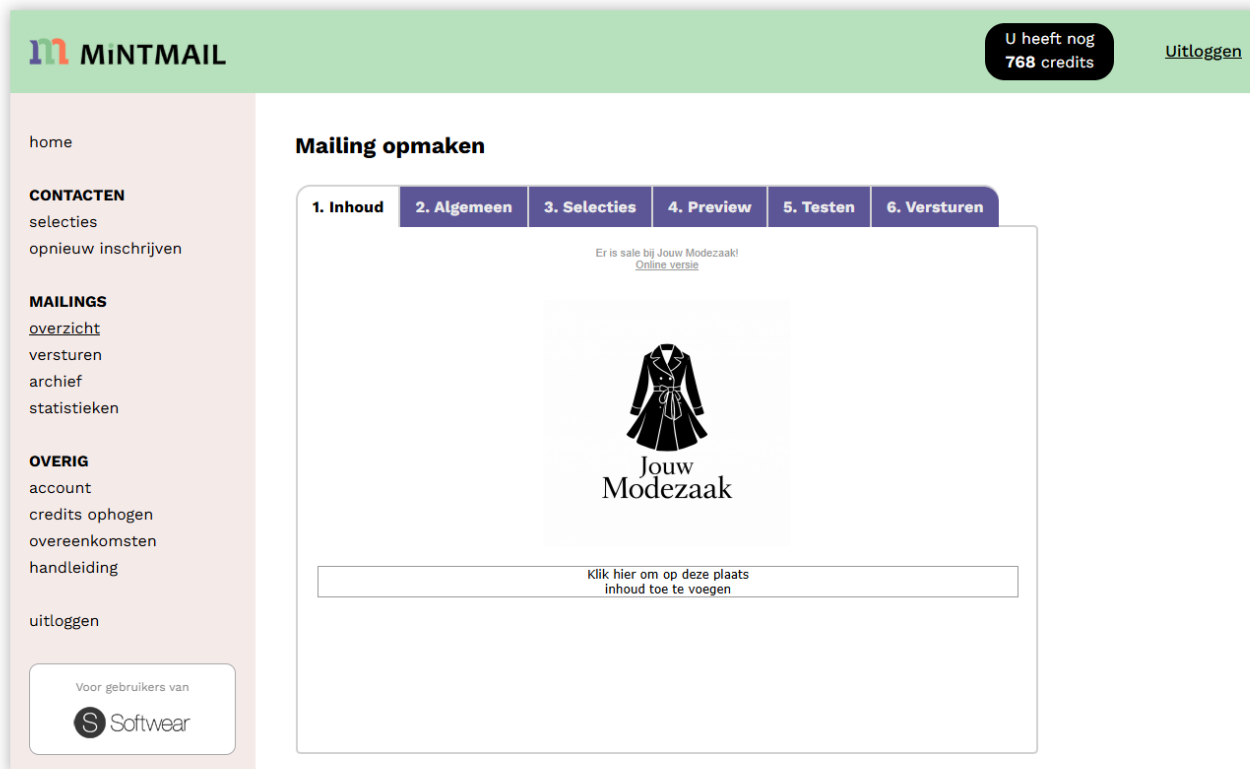 MiNTMAIL
U heeft nog
768 credits
Uitloggen
home
CONTACTEN
selecties
opnieuw inschrijven
MAILINGS
overzicht
versturen
archief
statistieken
OVERIG
account
credits ophogen
overeenkomsten
handleiding
uitloggen
Voor gebruikers van
S Softwear
Mailing opmaken
1. Inhoud
2. Algemeen
3. Selecties
4. Preview
5. Testen
6. Versturen
Er is sale bij Jouw Modezaak!
Online versie
Jouw
Modezaak
Klik hier om op deze plaats
inhoud toe te voegen